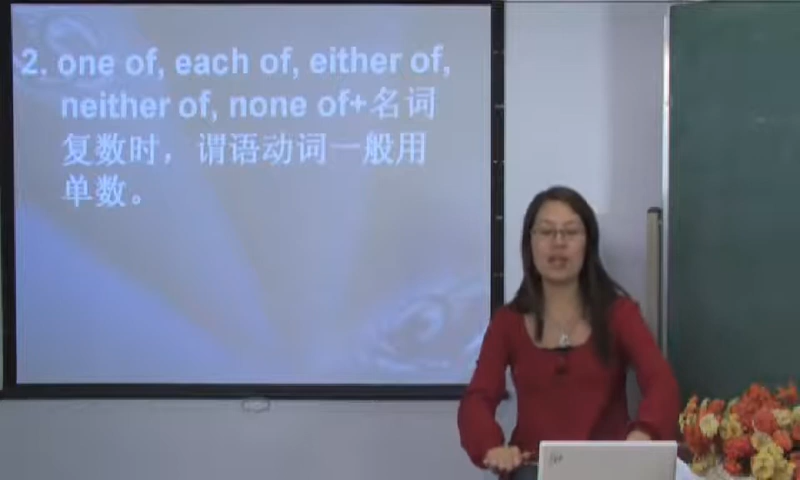 2. one of, each of, either of,
neither of, none of+名词
复数时，谓语动词一般用
单数。